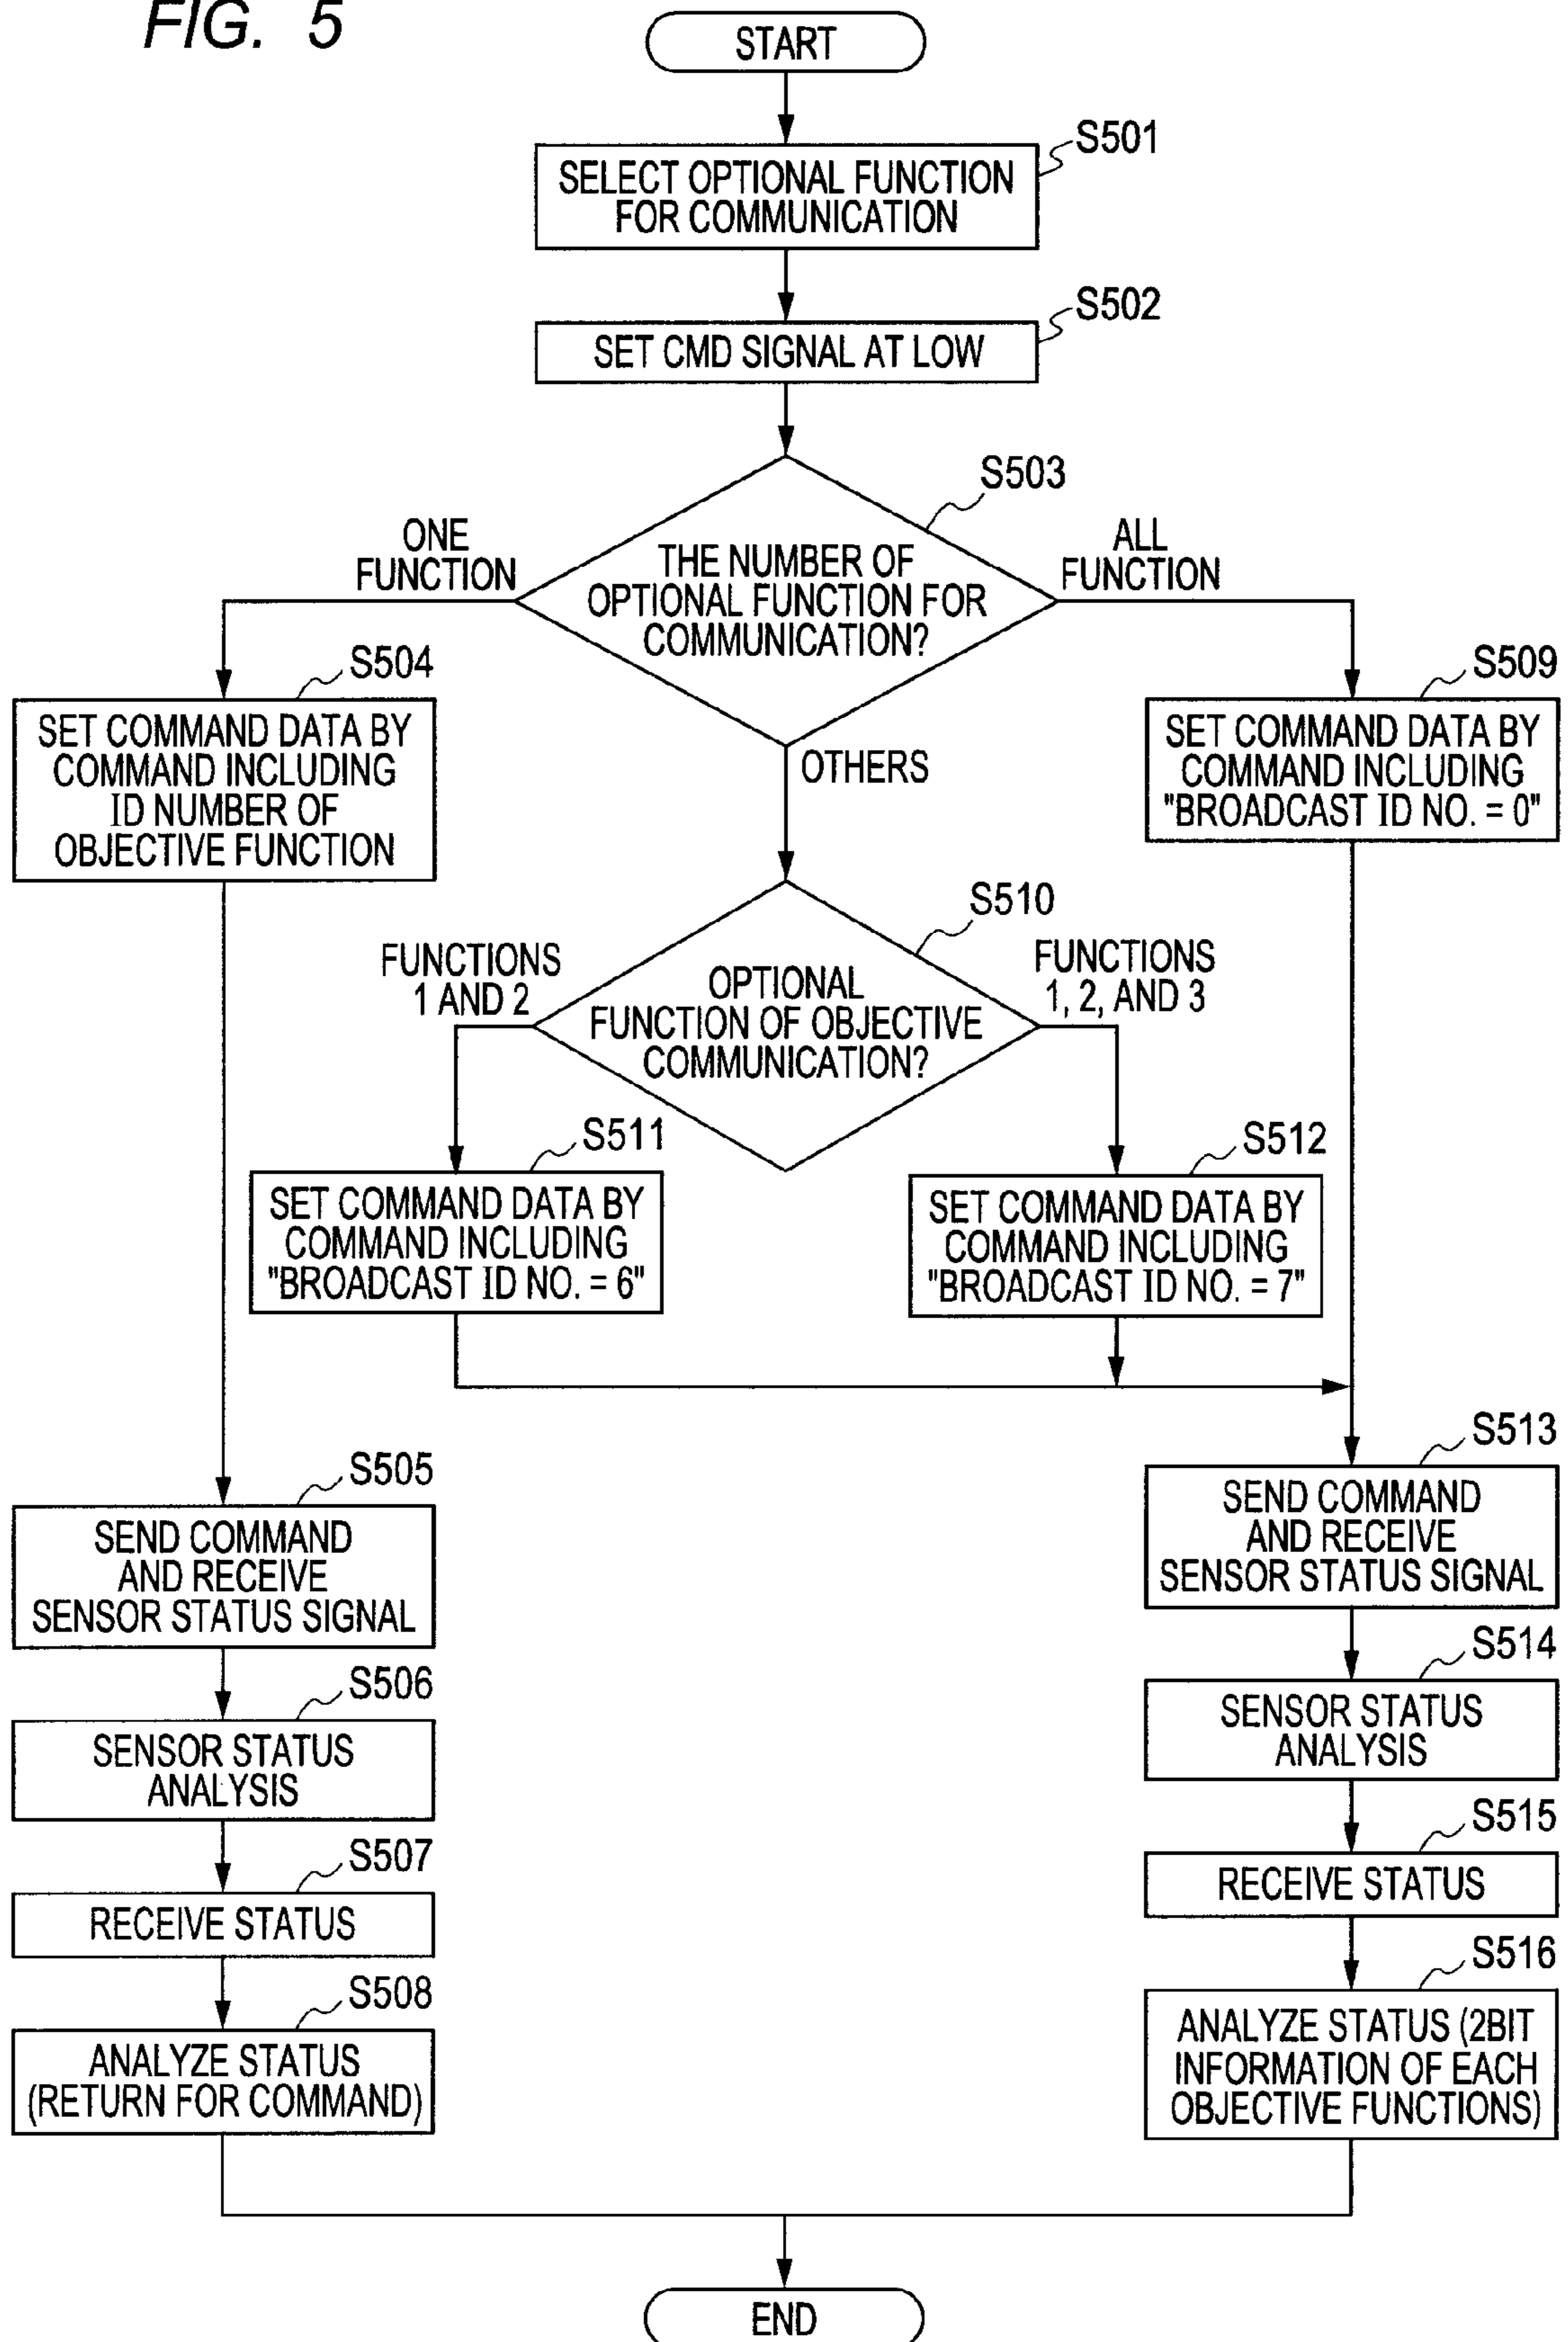 FIG. 5
START
S501
SELECT OPTIONAL FUNCTION
FOR COMMUNICATION
S502
SET CMD SIGNAL AT LOW
S503
THE NUMBER OF
OPTIONAL FUNCTION FOR
COMMUNICATION?
ONE
FUNCTION
ALL
FUNCTION
OTHERS
S504
SET COMMAND DATA BY
COMMAND INCLUDING
ID NUMBER OF
OBJECTIVE FUNCTION
S509
SET COMMAND DATA BY
COMMAND INCLUDING
"BROADCAST ID NO. = 0"
S510
OPTIONAL
FUNCTION OF OBJECTIVE
COMMUNICATION?
FUNCTIONS
1 AND 2
FUNCTIONS
1, 2, AND 3
S511
SET COMMAND DATA BY
COMMAND INCLUDING
"BROADCAST ID NO. = 6"
S512
SET COMMAND DATA BY
COMMAND INCLUDING
"BROADCAST ID NO. = 7"
S505
SEND COMMAND
AND RECEIVE
SENSOR STATUS SIGNAL
S506
SENSOR STATUS
ANALYSIS
S507
RECEIVE STATUS
S508
ANALYZE STATUS
(RETURN FOR COMMAND)
S513
SEND COMMAND
AND RECEIVE
SENSOR STATUS SIGNAL
S514
SENSOR STATUS
ANALYSIS
S515
RECEIVE STATUS
S516
ANALYZE STATUS (2BIT
INFORMATION OF EACH
OBJECTIVE FUNCTIONS)
END